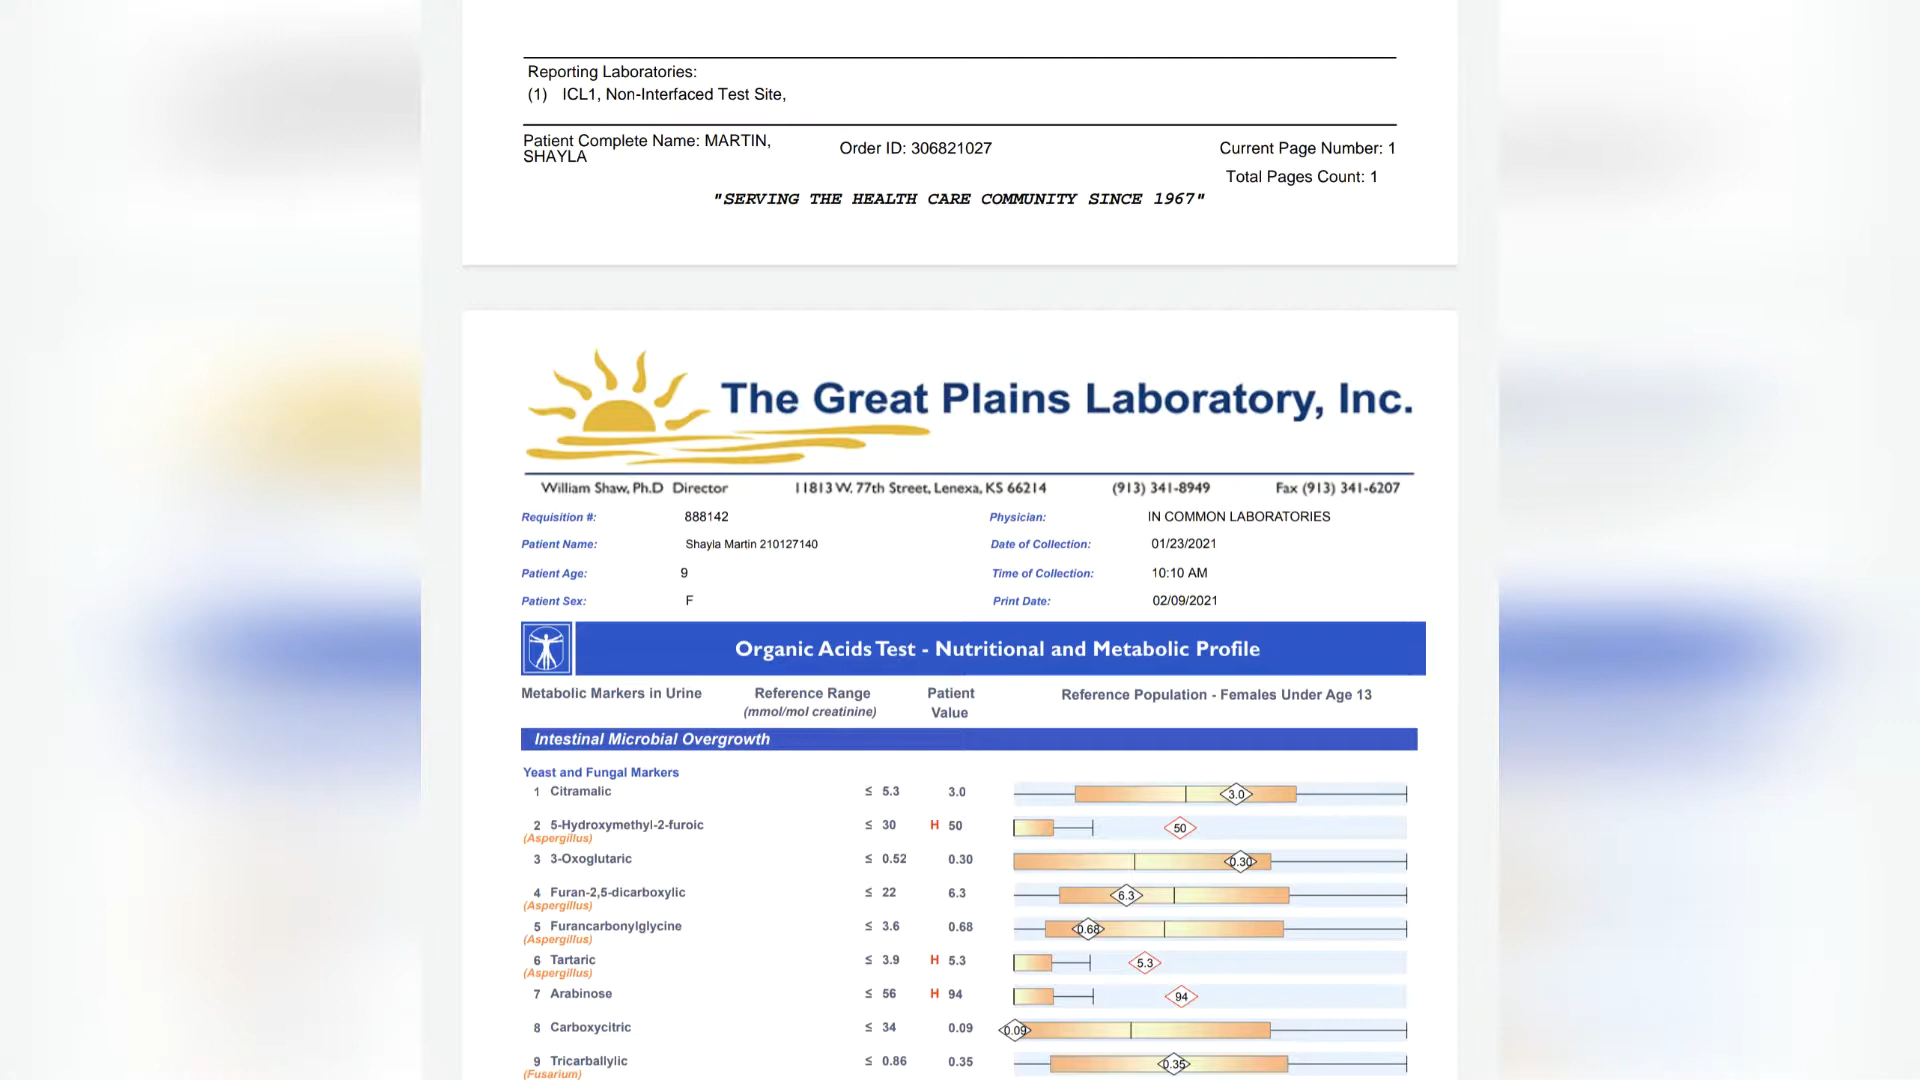 Reporting Laboratories:
(1) ICL1, Non-Interfaced Test Site,
Patient Complete Name: MARTIN, SHAYLA
Order ID: 306821027
Current Page Number: 1
Total Pages Count: 1
"SERVING THE HEALTH CARE COMMUNITY SINCE 1967"
The Great Plains Laboratory, Inc.
William Shaw, Ph.D Director 11813 W. 77th Street, Lenexa, KS 66214 (913) 341-8949 Fax (913) 341-6207
Requisition #: 888142 Physician: IN COMMON LABORATORIES
Patient Name: Shayla Martin 210127140 Date of Collection: 01/23/2021
Patient Age: 9 Time of Collection: 10:10 AM
Patient Sex: F Print Date: 02/09/2021
Organic Acids Test - Nutritional and Metabolic Profile
Metabolic Markers in Urine Reference Range Patient Reference Population - Females Under Age 13
(mmol/mol creatinine) Value
Intestinal Microbial Overgrowth
Yeast and Fungal Markers
1 Citramalic ≤ 5.3 3.0 3.0
2 5-Hydroxymethyl-2-furoic ≤ 30 H 50 50
(Aspergillus)
3 3-Oxoglutaric ≤ 0.52 0.30 0.30
4 Furan-2,5-dicarboxylic ≤ 22 6.3 6.3
(Aspergillus)
5 Furancarbonylglycine ≤ 3.6 0.68 0.68
(Aspergillus)
6 Tartaric ≤ 3.9 H 5.3 5.3
(Aspergillus)
7 Arabinose ≤ 56 H 94 94
8 Carboxycitric ≤ 34 0.09 0.09
9 Tricarballylic ≤ 0.86 0.35 0.35
(Fusarium)